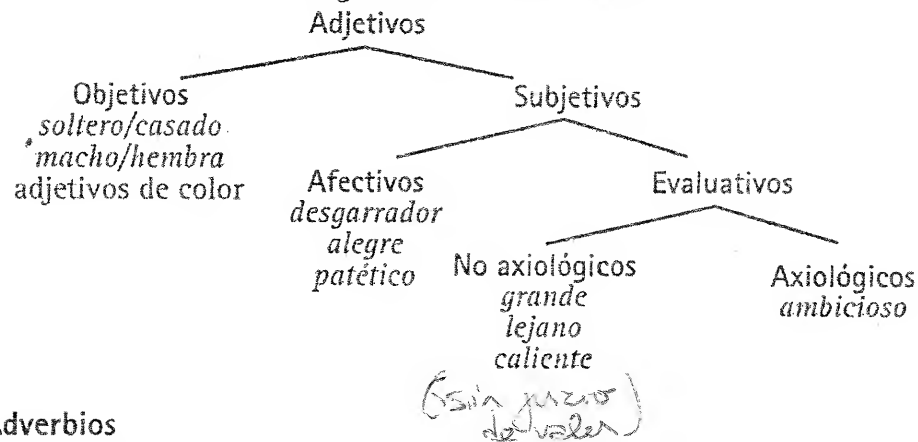 Adjetivos
Objetivos
soltero/casado
macho/hembra
adjetivos de color
Subjetivos
Afectivos
desgarrador
alegre
patético
Evaluativos
No axiológicos
grande
lejano
caliente
(sin juicio
de valor)
Axiológicos
ambicioso
Adverbios